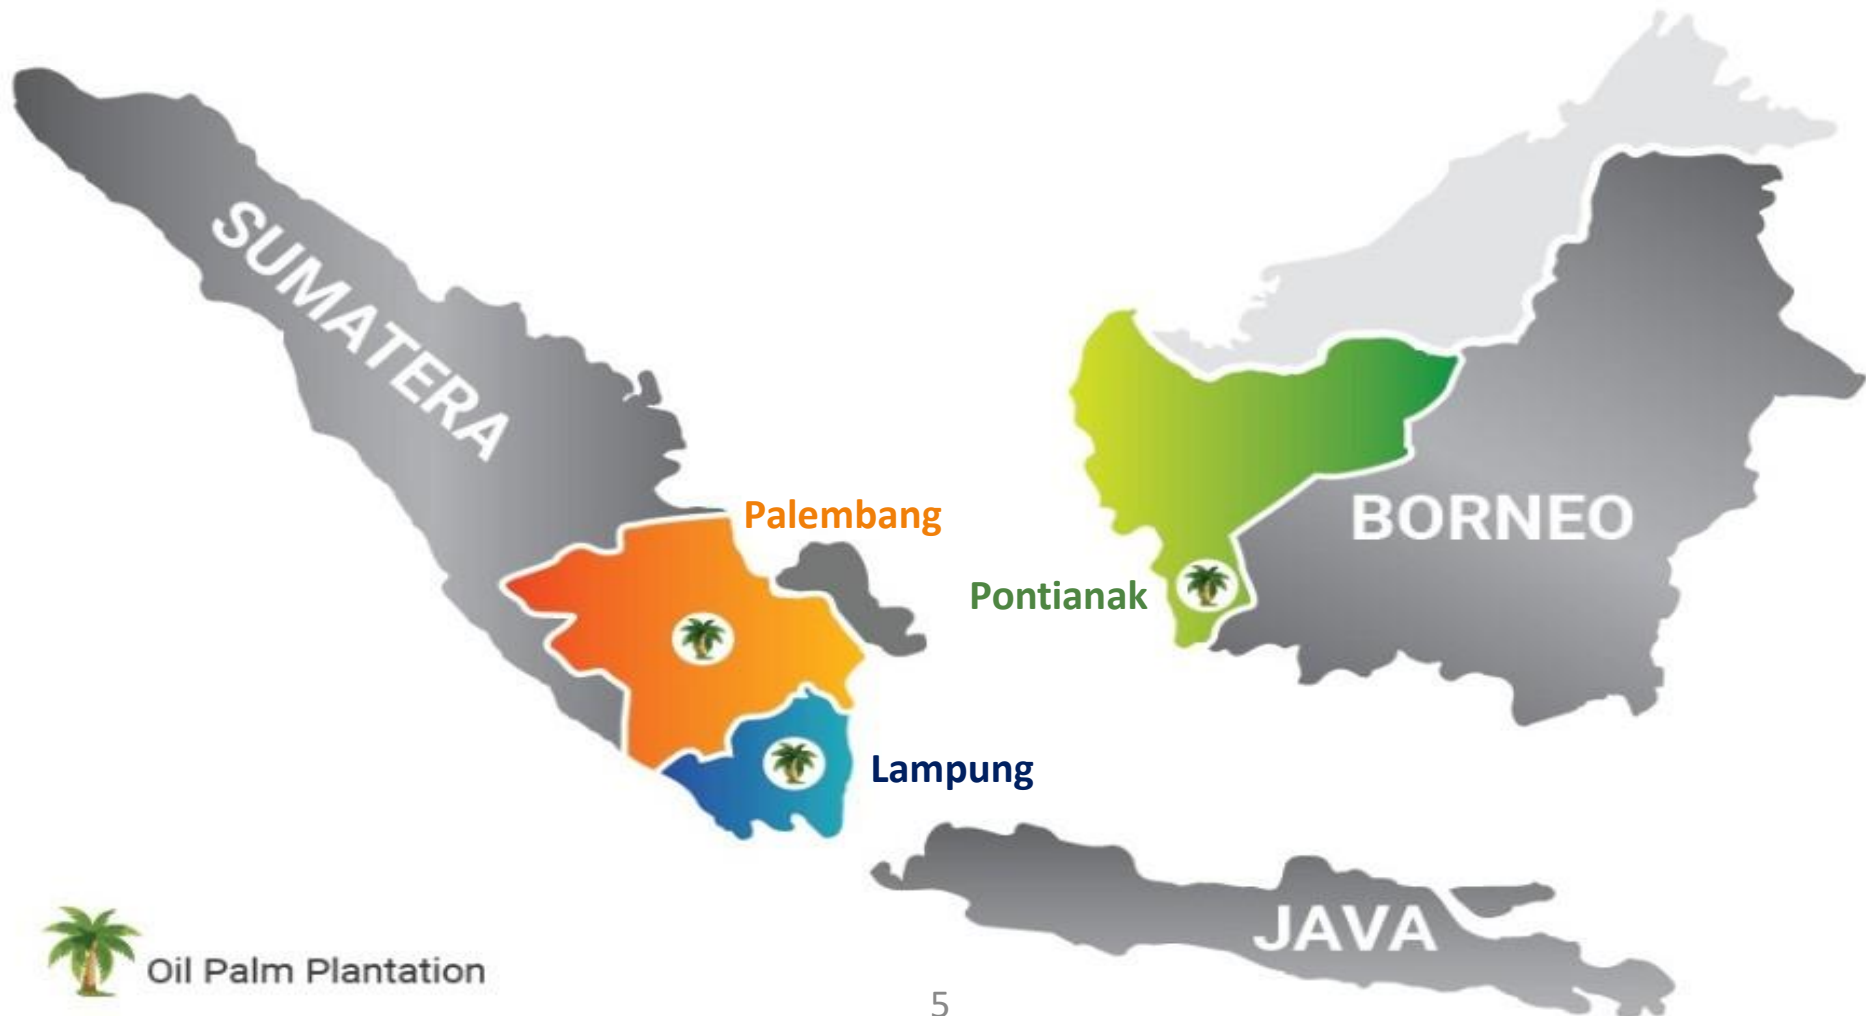 SUMATERA
Palembang
BORNEO
Pontianak
Lampung
JAVA
Oil Palm Plantation
5